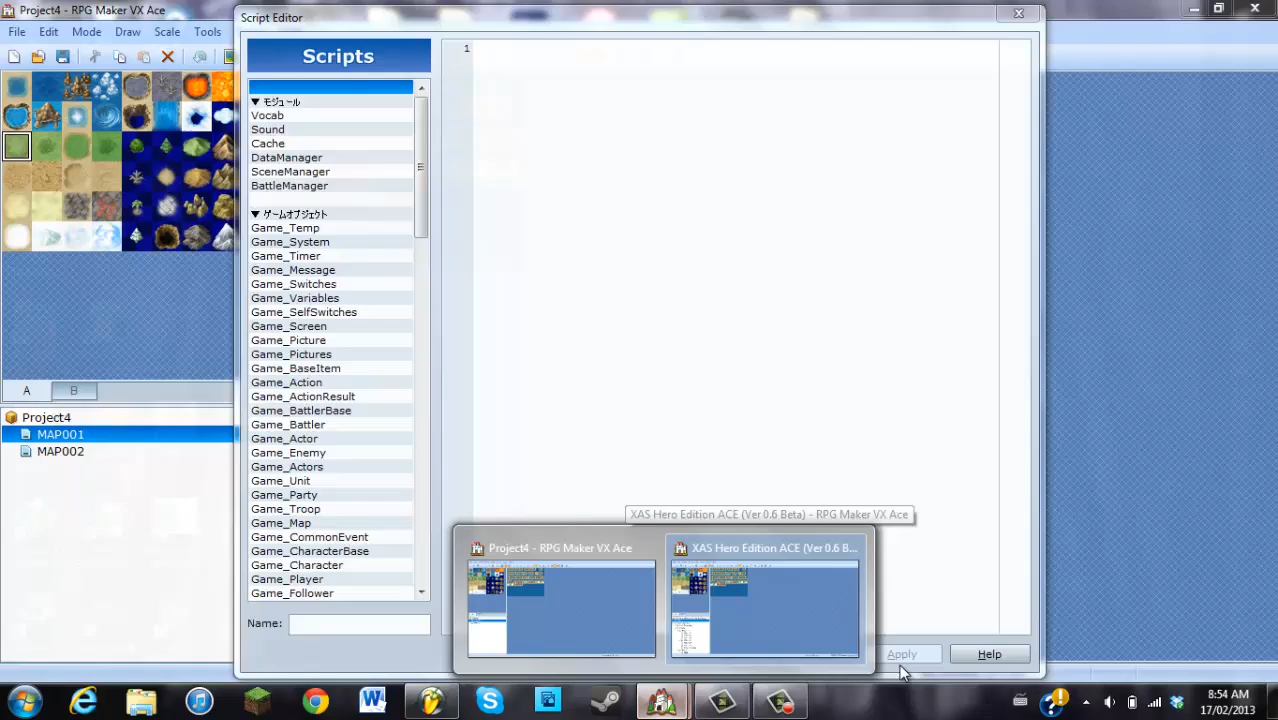 Project4 - RPG Maker VX Ace
File Edit Mode Draw Scale Tools
A B
Project4
MAP001
MAP002
Script Editor
Scripts
▼ モジュール
Vocab
Sound
Cache
DataManager
SceneManager
BattleManager
▼ ゲームオブジェクト
Game_Temp
Game_System
Game_Timer
Game_Message
Game_Switches
Game_Variables
Game_SelfSwitches
Game_Screen
Game_Picture
Game_Pictures
Game_BaseItem
Game_Action
Game_ActionResult
Game_BattlerBase
Game_Battler
Game_Actor
Game_Enemy
Game_Actors
Game_Unit
Game_Party
Game_Troop
Game_Map
Game_CommonEvent
Game_CharacterBase
Game_Character
Game_Player
Game_Follower
Name:
1
XAS Hero Edition ACE (Ver 0.6 Beta) - RPG Maker VX Ace
Project4 - RPG Maker VX Ace
XAS Hero Edition ACE (Ver 0.6 B...
Apply Help
8:54 AM
17/02/2013